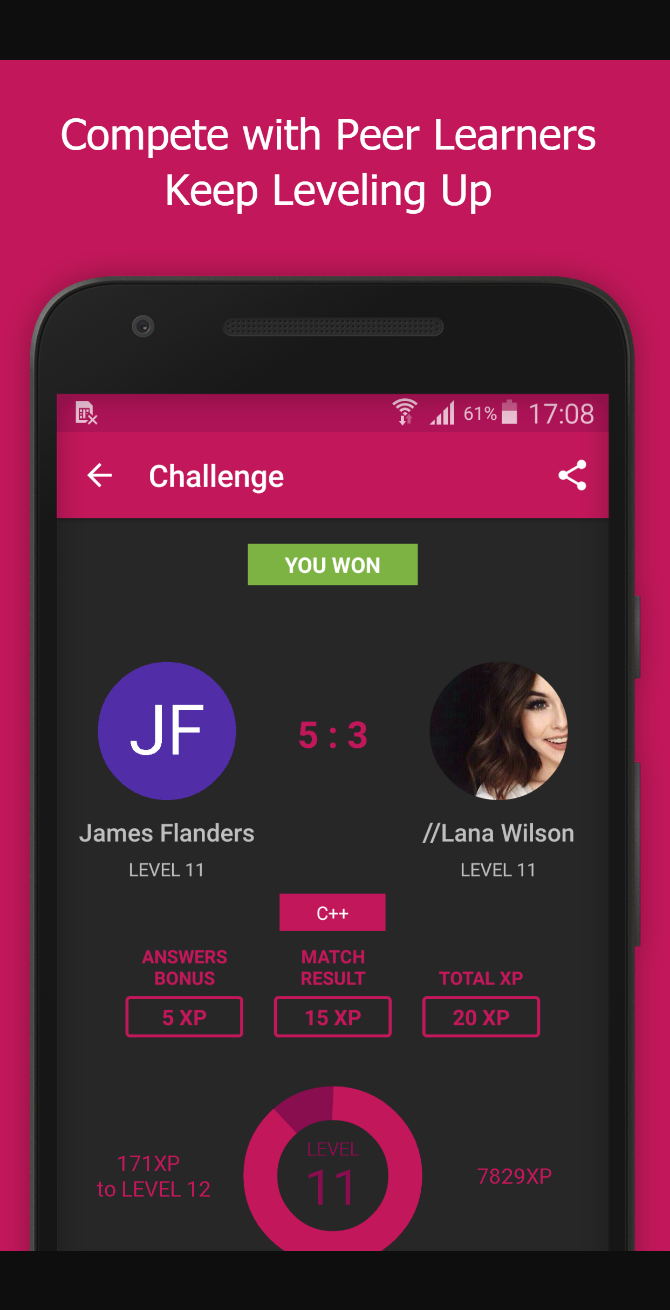 Compete with Peer Learners
Keep Leveling Up
61%
17:08
Challenge
YOU WON
JF
5 : 3
James Flanders
//Lana Wilson
LEVEL 11
LEVEL 11
C++
ANSWERS
BONUS
MATCH
RESULT
TOTAL XP
5 XP
15 XP
20 XP
171XP
to LEVEL 12
LEVEL
11
7829XP